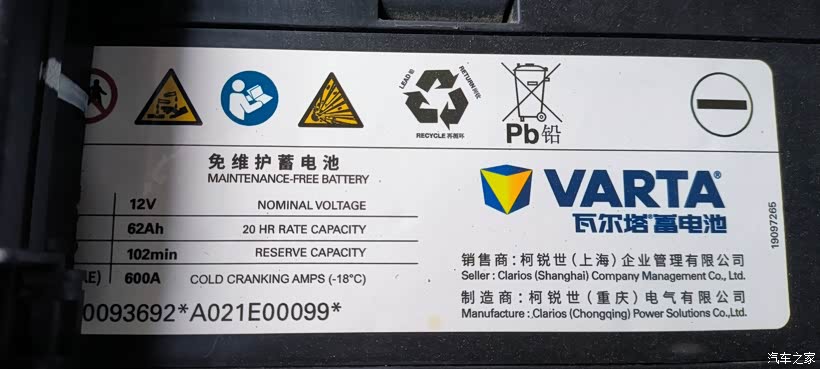 LEAD 铅
RETURN 回收
RECYCLE 再循环
Pb 铅
免维护蓄电池
MAINTENANCE-FREE BATTERY
12V NOMINAL VOLTAGE
62Ah 20 HR RATE CAPACITY
102min RESERVE CAPACITY
600A COLD CRANKING AMPS (-18°C)
0093692*A021E00099*
VARTA®
瓦尔塔®蓄电池
销售商：柯锐世（上海）企业管理有限公司
Seller : Clarios (Shanghai) Company Management Co., Ltd.
制造商：柯锐世（重庆）电气有限公司
Manufacture : Clarios (Chongqing) Power Solutions Co.,Ltd.
19097265
汽车之家